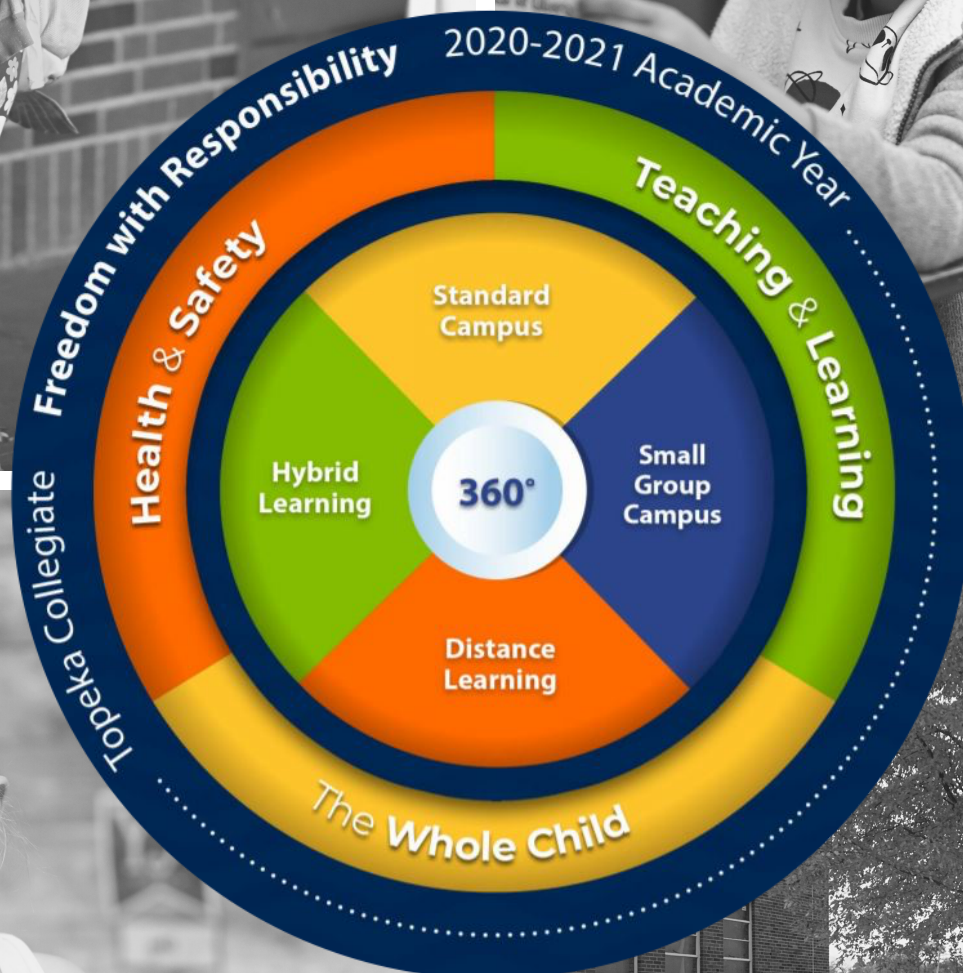 Topeka Collegiate
Freedom with Responsibility
2020-2021 Academic Year
Health & Safety
Teaching & Learning
The Whole Child
Standard
Campus
Hybrid
Learning
360°
Small
Group
Campus
Distance
Learning